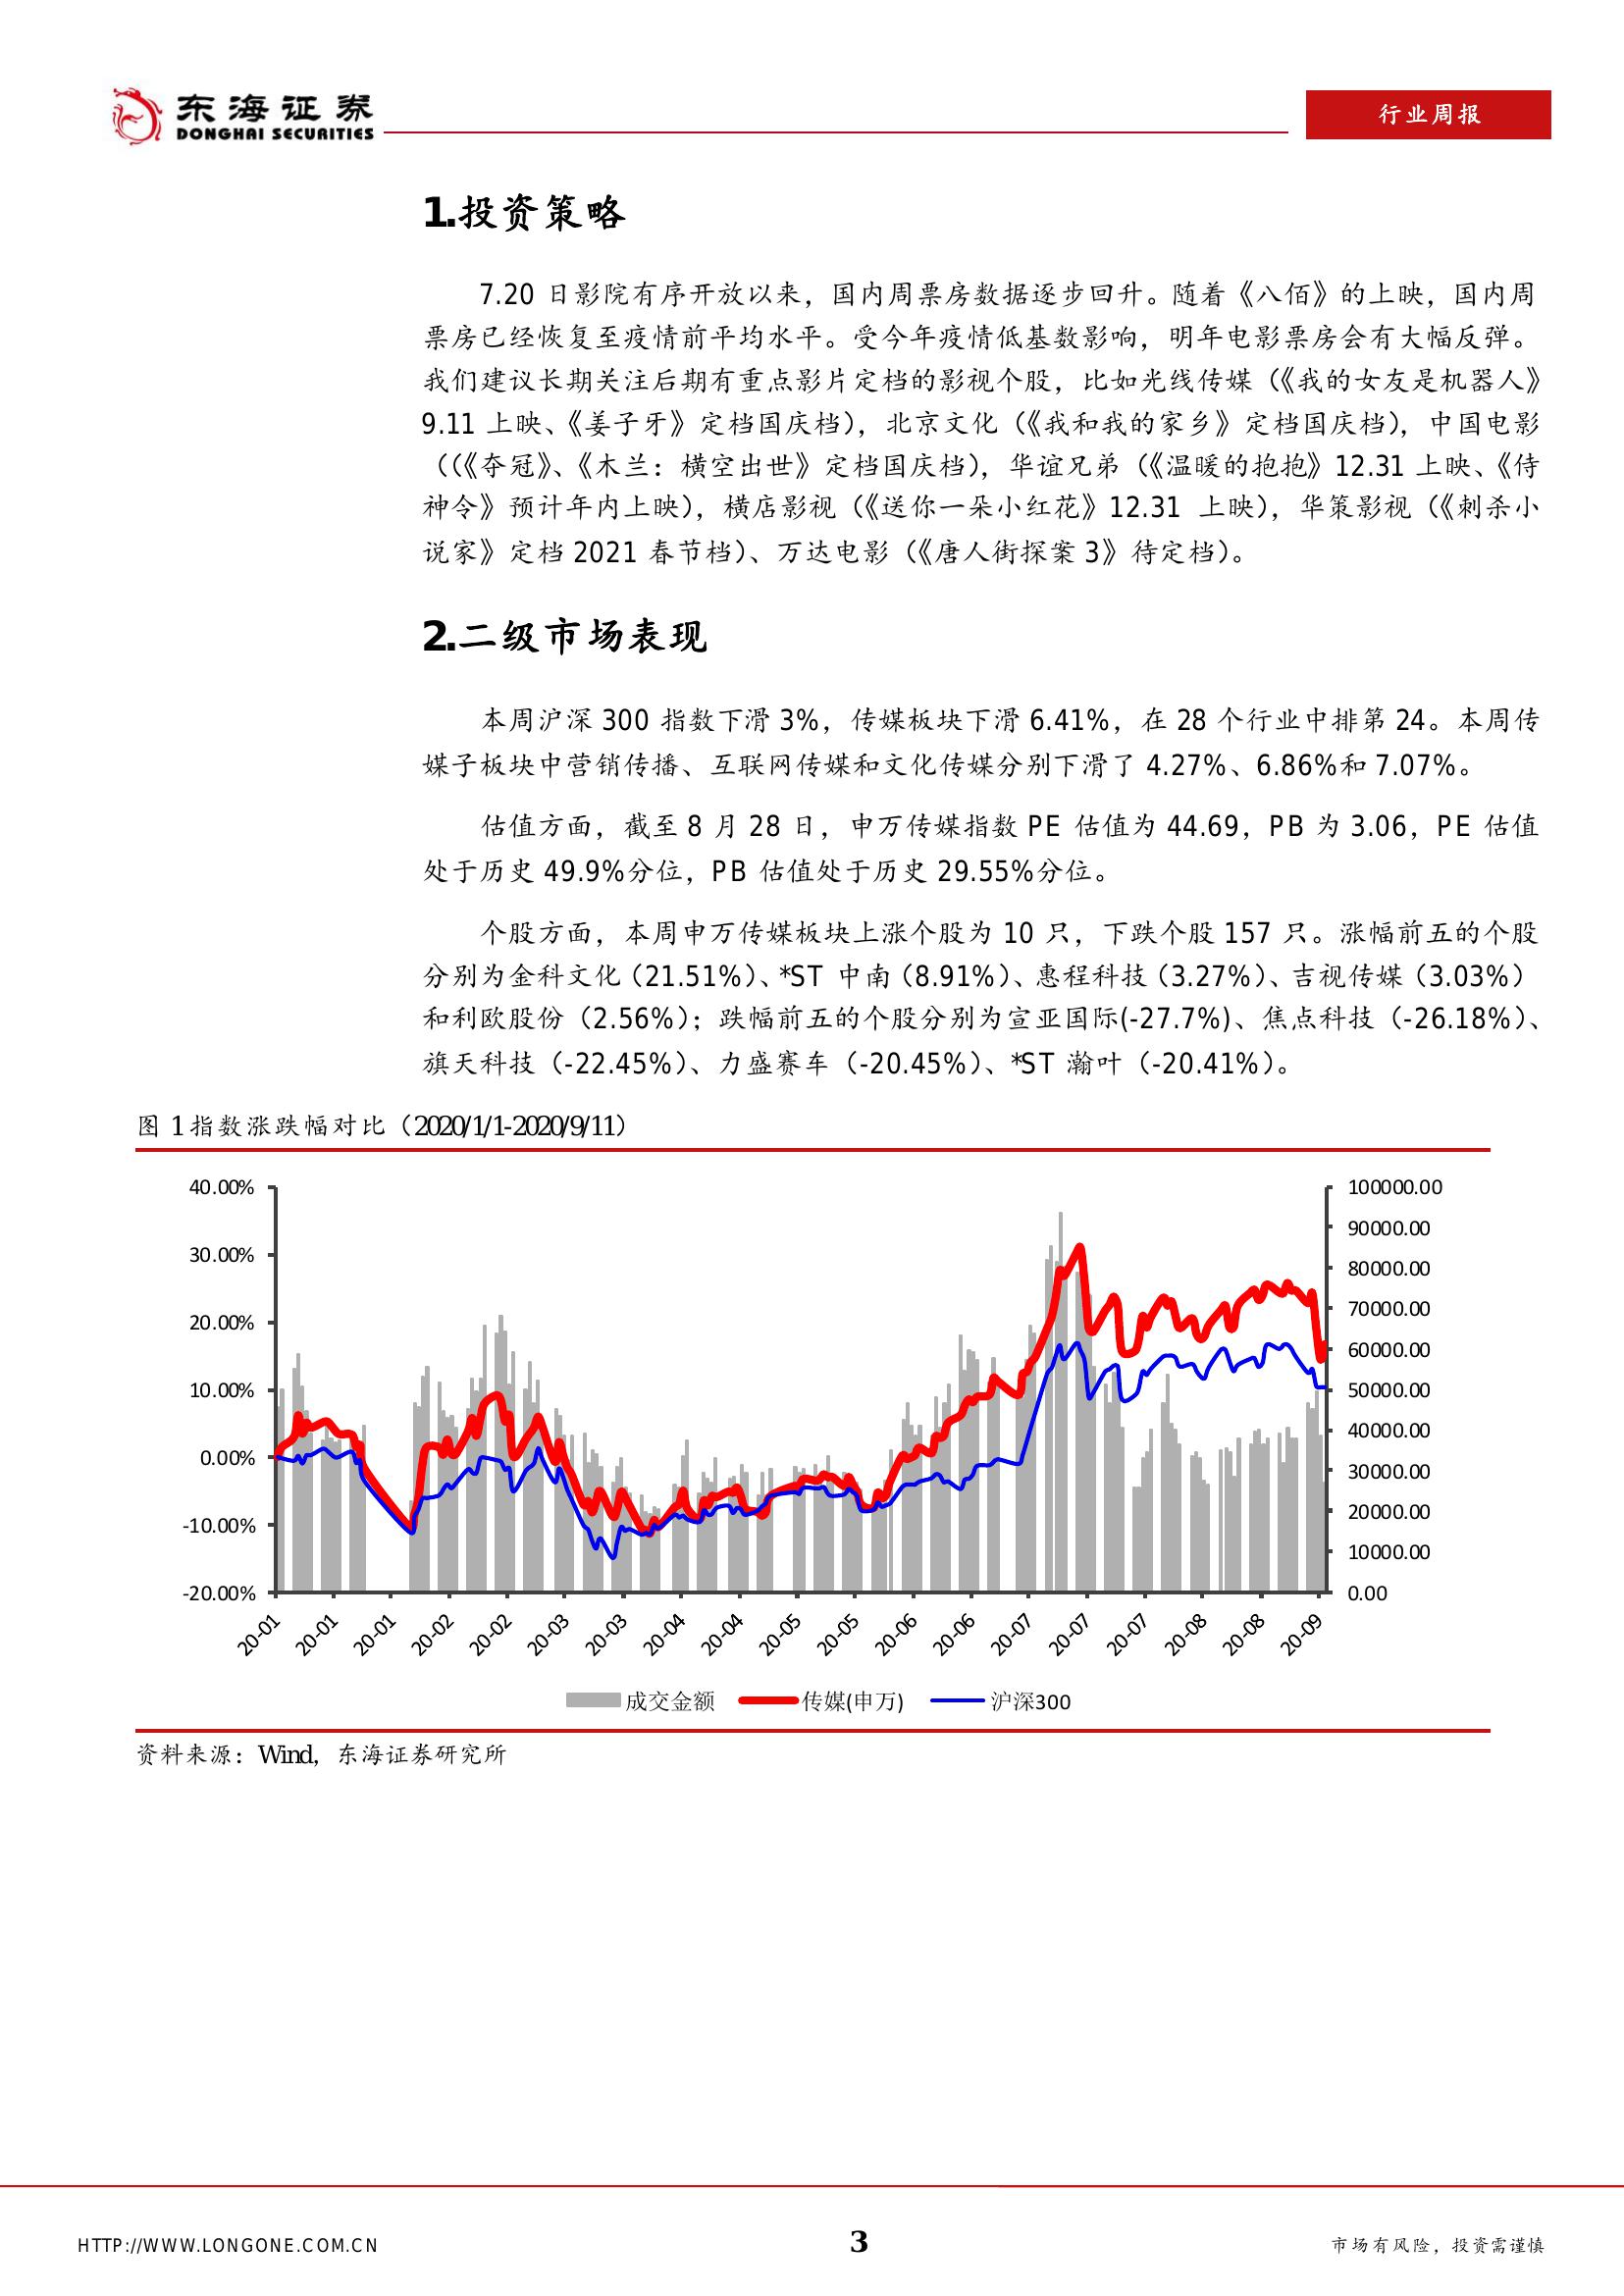 东海证券
DONGHAI SECURITIES
行业周报
1.投资策略
7.20 日影院有序开放以来，国内周票房数据逐步回升。随着《八佰》的上映，国内周
票房已经恢复至疫情前平均水平。受今年疫情低基数影响，明年电影票房会有大幅反弹。
我们建议长期关注后期有重点影片定档的影视个股，比如光线传媒（《我的女友是机器人》
9.11 上映、《姜子牙》定档国庆档），北京文化（《我和我的家乡》定档国庆档），中国电影
（（《夺冠》、《木兰：横空出世》定档国庆档），华谊兄弟（《温暖的抱抱》12.31 上映、《侍
神令》预计年内上映），横店影视（《送你一朵小红花》12.31 上映），华策影视（《刺杀小
说家》定档 2021 春节档）、万达电影（《唐人街探案 3》待定档）。
2.二级市场表现
本周沪深 300 指数下滑 3%，传媒板块下滑 6.41%，在 28 个行业中排第 24。本周传
媒子板块中营销传播、互联网传媒和文化传媒分别下滑了 4.27%、6.86%和 7.07%。
估值方面，截至 8 月 28 日，申万传媒指数 PE 估值为 44.69，PB 为 3.06，PE 估值
处于历史 49.9%分位，PB 估值处于历史 29.55%分位。
个股方面，本周申万传媒板块上涨个股为 10 只，下跌个股 157 只。涨幅前五的个股
分别为金科文化（21.51%）、*ST 中南（8.91%）、惠程科技（3.27%）、吉视传媒（3.03%）
和利欧股份（2.56%）；跌幅前五的个股分别为宣亚国际(-27.7%)、焦点科技（-26.18%）、
旗天科技（-22.45%）、力盛赛车（-20.45%）、*ST 瀚叶（-20.41%）。
图 1 指数涨跌幅对比（2020/1/1-2020/9/11）
40.00%
30.00%
20.00%
10.00%
0.00%
-10.00%
-20.00%
100000.00
90000.00
80000.00
70000.00
60000.00
50000.00
40000.00
30000.00
20000.00
10000.00
0.00
20-01 20-01 20-01 20-02 20-02 20-03 20-03 20-04 20-04 20-05 20-05 20-06 20-06 20-07 20-07 20-07 20-08 20-08 20-09
成交金额 传媒(申万) 沪深300
资料来源：Wind，东海证券研究所
HTTP://WWW.LONGONE.COM.CN 3 市场有风险，投资需谨慎